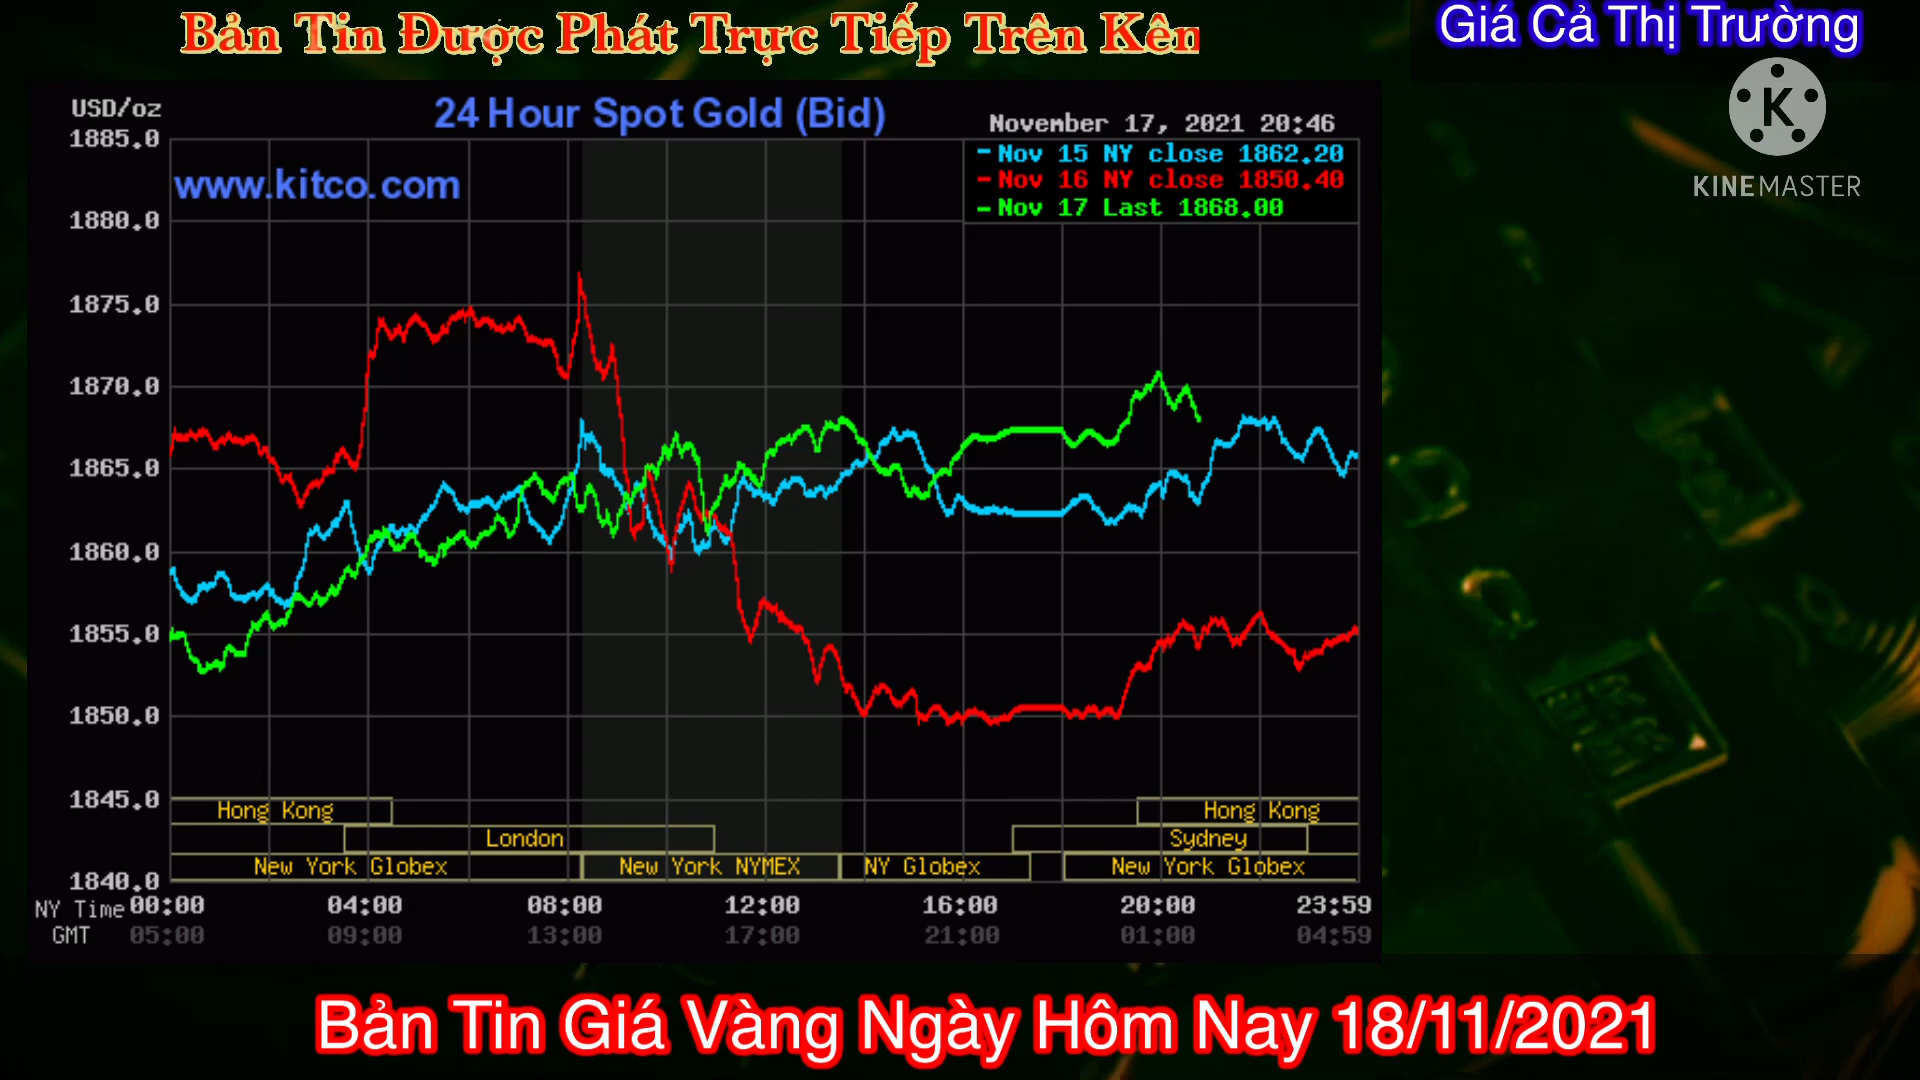 Bản Tin Được Phát Trực Tiếp Trên Kên
Giá Cả Thị Trường
KINEMASTER
USD/oz
24 Hour Spot Gold (Bid)
November 17, 2021 20:46
www.kitco.com
Nov 15 NY close 1862.20
Nov 16 NY close 1850.40
Nov 17 Last 1868.00
1885.0
1880.0
1875.0
1870.0
1865.0
1860.0
1855.0
1850.0
1845.0
1840.0
Hong Kong
Hong Kong
London
Sydney
New York Globex
New York NYMEX
NY Globex
New York Globex
NY Time 00:00 04:00 08:00 12:00 16:00 20:00 23:59
GMT 05:00 09:00 13:00 17:00 21:00 01:00 04:59
Bản Tin Giá Vàng Ngày Hôm Nay 18/11/2021